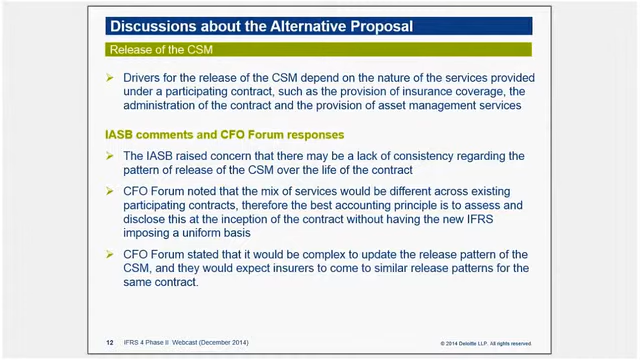 Discussions about the Alternative Proposal
Release of the CSM
Drivers for the release of the CSM depend on the nature of the services provided
under a participating contract, such as the provision of insurance coverage, the
administration of the contract and the provision of asset management services
IASB comments and CFO Forum responses
The IASB raised concern that there may be a lack of consistency regarding the
pattern of release of the CSM over the life of the contract
CFO Forum noted that the mix of services would be different across existing
participating contracts, therefore the best accounting principle is to assess and
disclose this at the inception of the contract without having the new IFRS
imposing a uniform basis
CFO Forum stated that it would be complex to update the release pattern of the
CSM, and they would expect insurers to come to similar release patterns for the
same contract.
12 IFRS 4 Phase II Webcast (December 2014) © 2014 Deloitte LLP. All rights reserved.